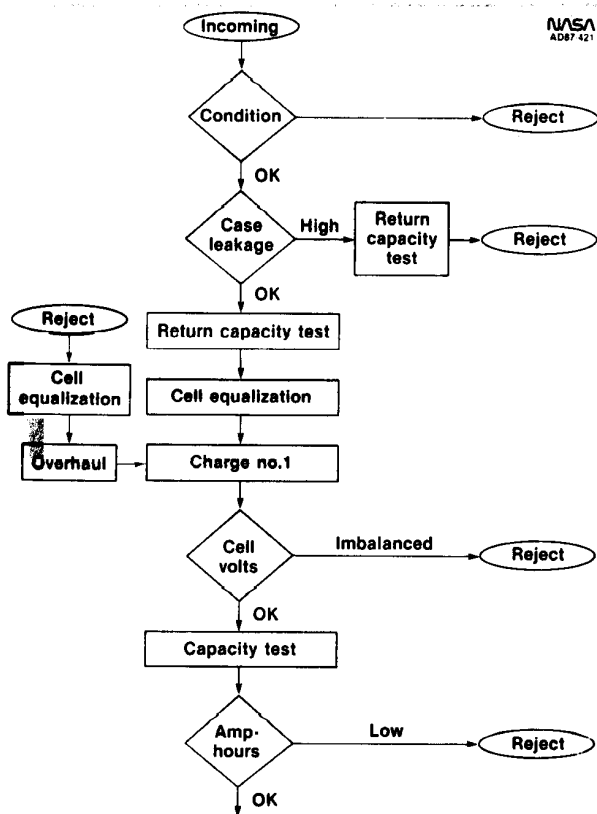 Incoming
NASA
AD87 421
Condition
Reject
OK
Case
leakage
High
Return
capacity
test
Reject
OK
Reject
Return capacity test
Cell
equalization
Cell equalization
Overhaul
Charge no.1
Cell
volts
Imbalanced
Reject
OK
Capacity test
Amp-
hours
Low
Reject
OK